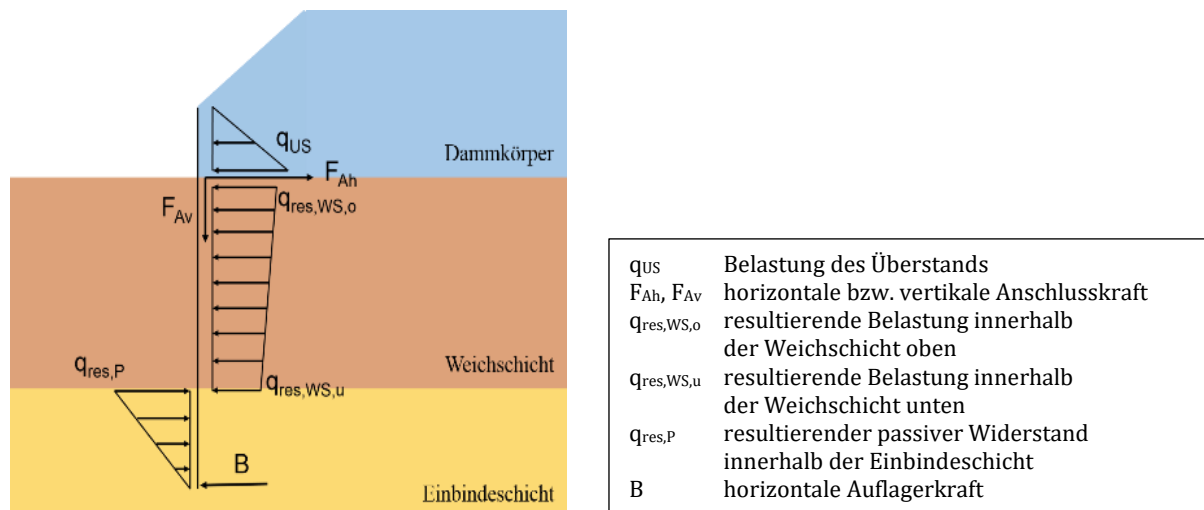 qUS
Dammkörper
FAh
FAv
qres,WS,o
Weichschicht
qres,P
qres,WS,u
B
Einbindeschicht
qUS Belastung des Überstands
FAh, FAv horizontale bzw. vertikale Anschlusskraft
qres,WS,o resultierende Belastung innerhalb
der Weichschicht oben
qres,WS,u resultierende Belastung innerhalb
der Weichschicht unten
qres,P resultierender passiver Widerstand
innerhalb der Einbindeschicht
B horizontale Auflagerkraft